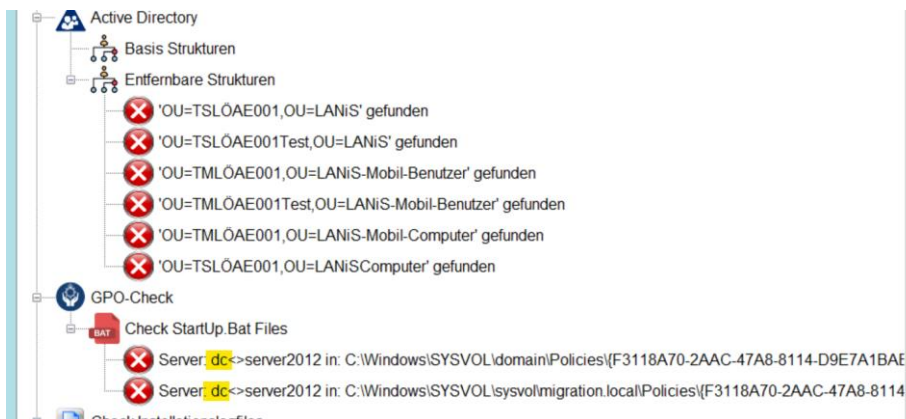 Active Directory
Basis Strukturen
Entfernbare Strukturen
'OU=TSLÖAE001,OU=LANiS' gefunden
'OU=TSLÖAE001Test,OU=LANiS' gefunden
'OU=TMLÖAE001,OU=LANiS-Mobil-Benutzer' gefunden
'OU=TMLÖAE001Test,OU=LANiS-Mobil-Benutzer' gefunden
'OU=TMLÖAE001,OU=LANiS-Mobil-Computer' gefunden
'OU=TSLÖAE001,OU=LANiSComputer' gefunden
GPO-Check
BAT Check StartUp.Bat Files
Server: dc<>server2012 in: C:\Windows\SYSVOL\domain\Policies\{F3118A70-2AAC-47A8-8114-D9E7A1BAE
Server: dc<>server2012 in: C:\Windows\SYSVOL\sysvol\migration.local\Policies\{F3118A70-2AAC-47A8-8114